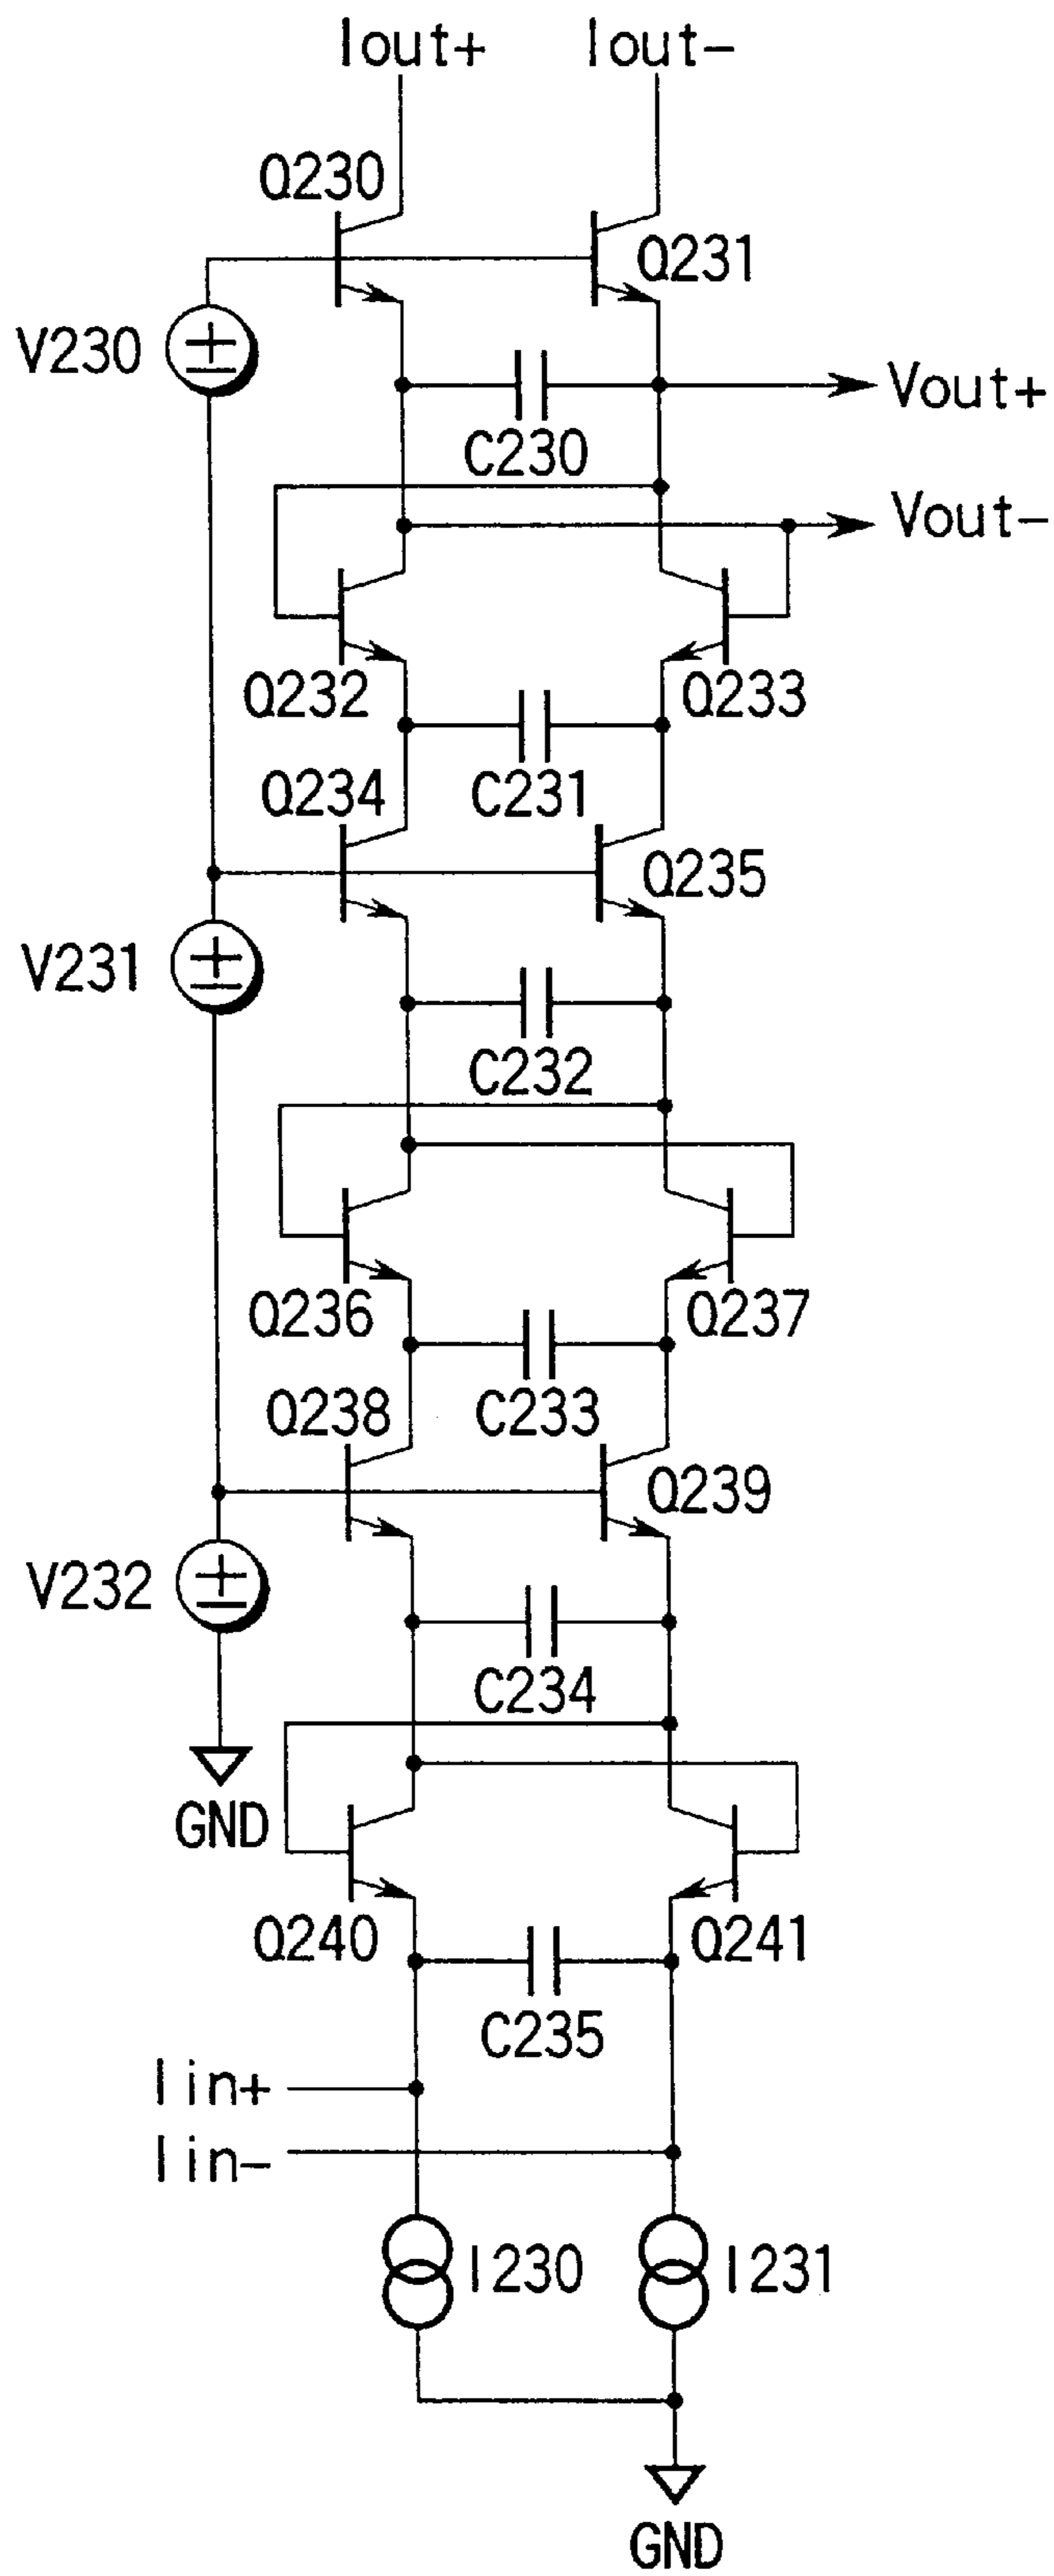 Iout+ Iout-
Q230
Q231
V230
Vout+
C230
Vout-
Q232 Q233
Q234 C231
Q235
V231
C232
Q236 Q237
Q238 C233
Q239
V232
C234
GND
Q240 Q241
C235
Iin+
Iin-
I230 I231
GND